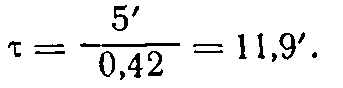 τ = 5′ / 0,42 = 11,9′.